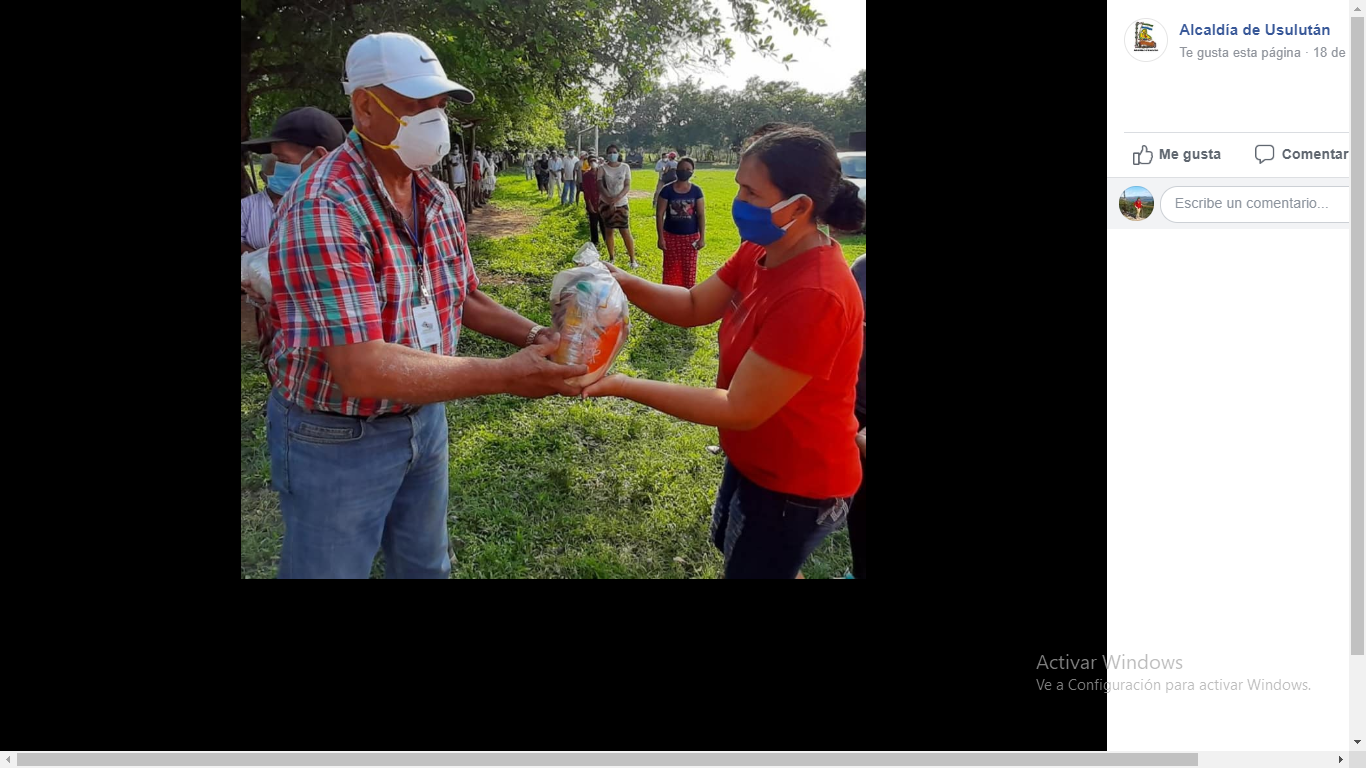 Alcaldía de Usulután
Te gusta esta página · 18 de
Me gusta
Comentar
Escribe un comentario...
Activar Windows
Ve a Configuración para activar Windows.